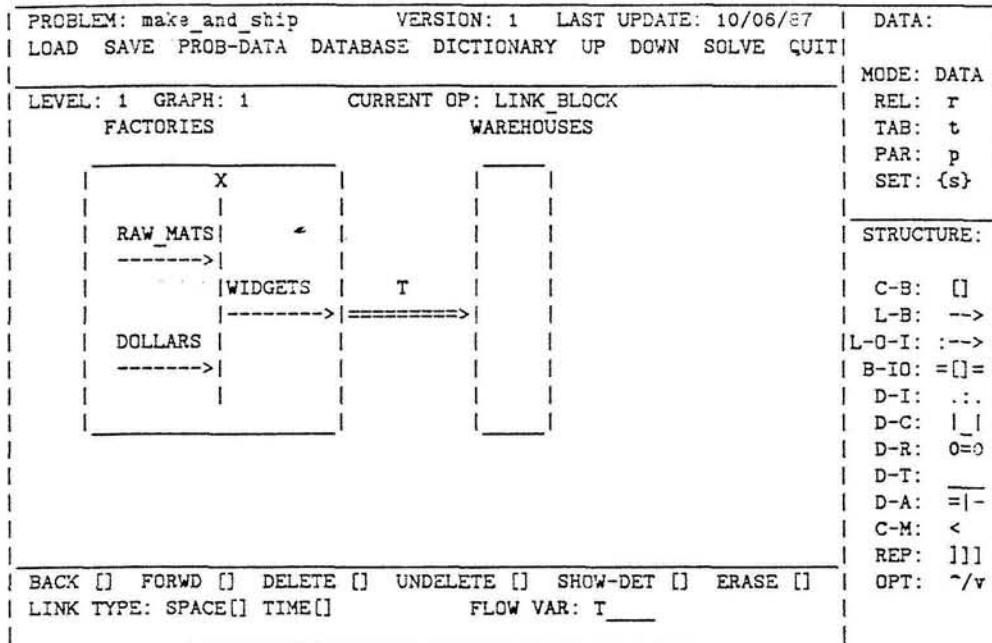 PROBLEM: make_and_ship VERSION: 1 LAST UPDATE: 10/06/87
LOAD SAVE PROB-DATA DATABASE DICTIONARY UP DOWN SOLVE QUIT
LEVEL: 1 GRAPH: 1 CURRENT OP: LINK_BLOCK
FACTORIES WAREHOUSES
X
RAW_MATS
------->
WIDGETS T
--------> =========>
DOLLARS
------->
BACK [] FORWD [] DELETE [] UNDELETE [] SHOW-DET [] ERASE []
LINK TYPE: SPACE[] TIME[] FLOW VAR: T____
DATA:
MODE: DATA
REL: r
TAB: t
PAR: p
SET: {s}
STRUCTURE:
C-B: []
L-B: -->
L-O-I: :-->
B-IO: =[]=
D-I: .:.
D-C: |_|
D-R: O=O
D-T: ___
D-A: =|-
C-M: <
REP: ]]]
OPT: ^/v